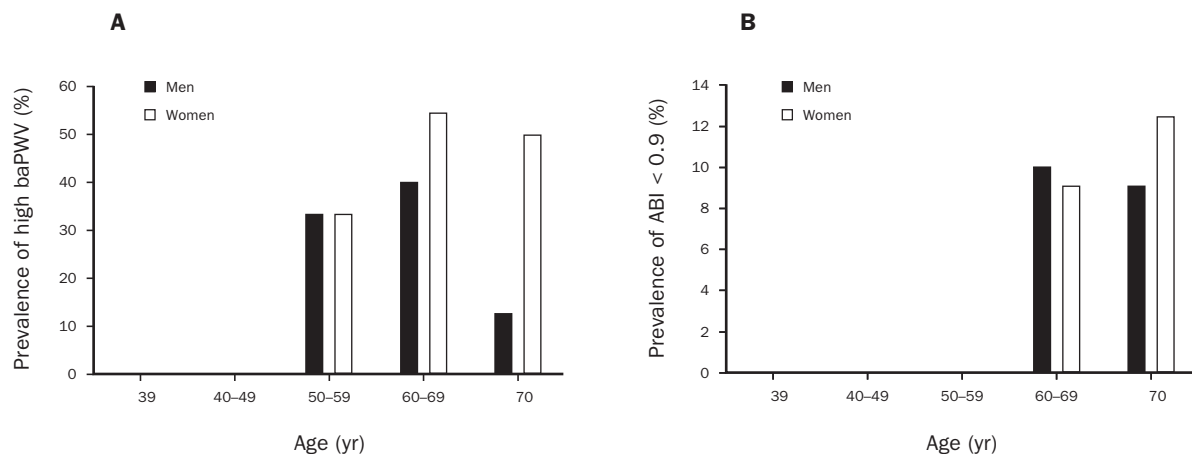 A
Prevalence of high baPWV (%)
60
50
40
30
20
10
0
Men
Women
39
40–49
50–59
60–69
70
Age (yr)
B
Prevalence of ABI < 0.9 (%)
14
12
10
8
6
4
2
0
Men
Women
39
40–49
50–59
60–69
70
Age (yr)